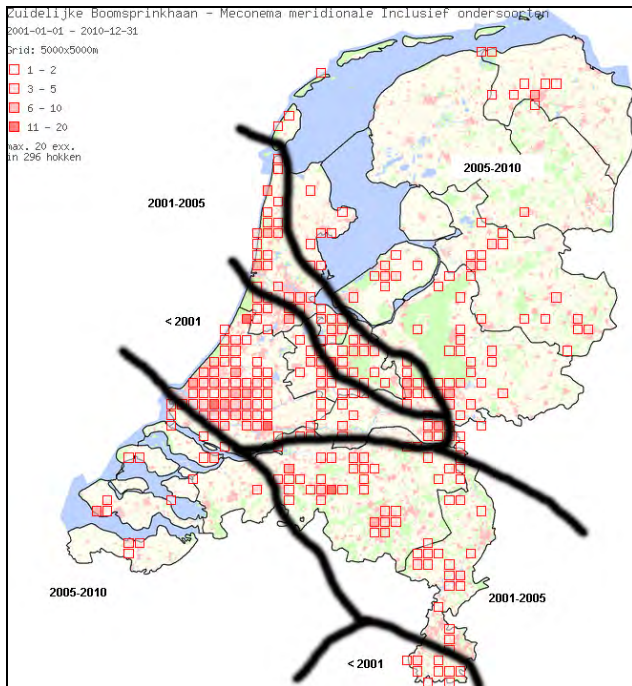 Zuidelijke Boomsprinkhaan - Meconema meridionale Inclusief ondersoorten
2001-01-01 - 2010-12-31
Grid: 5000x5000m
1 - 2
3 - 5
6 - 10
11 - 20
max. 20 exx.
in 296 hokken
2005-2010
2001-2005
< 2001
2005-2010
2001-2005
< 2001